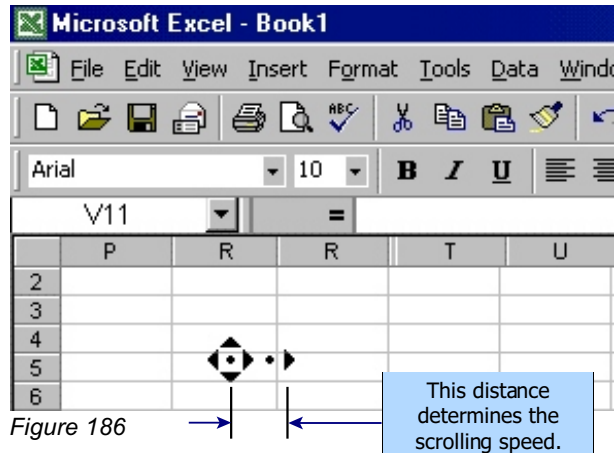 Microsoft Excel - Book1
File Edit View Insert Format Tools Data Windo
ABC
Arial 10 B I U
V11 =
P R R T U
2
3
4
5
6
This distance
determines the
scrolling speed.
Figure 186